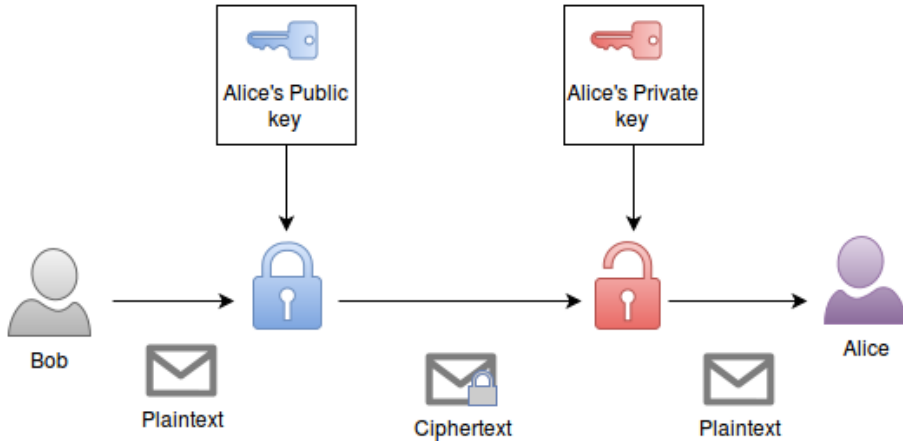 Alice's Public
key
Alice's Private
key
Bob
Alice
Plaintext
Ciphertext
Plaintext